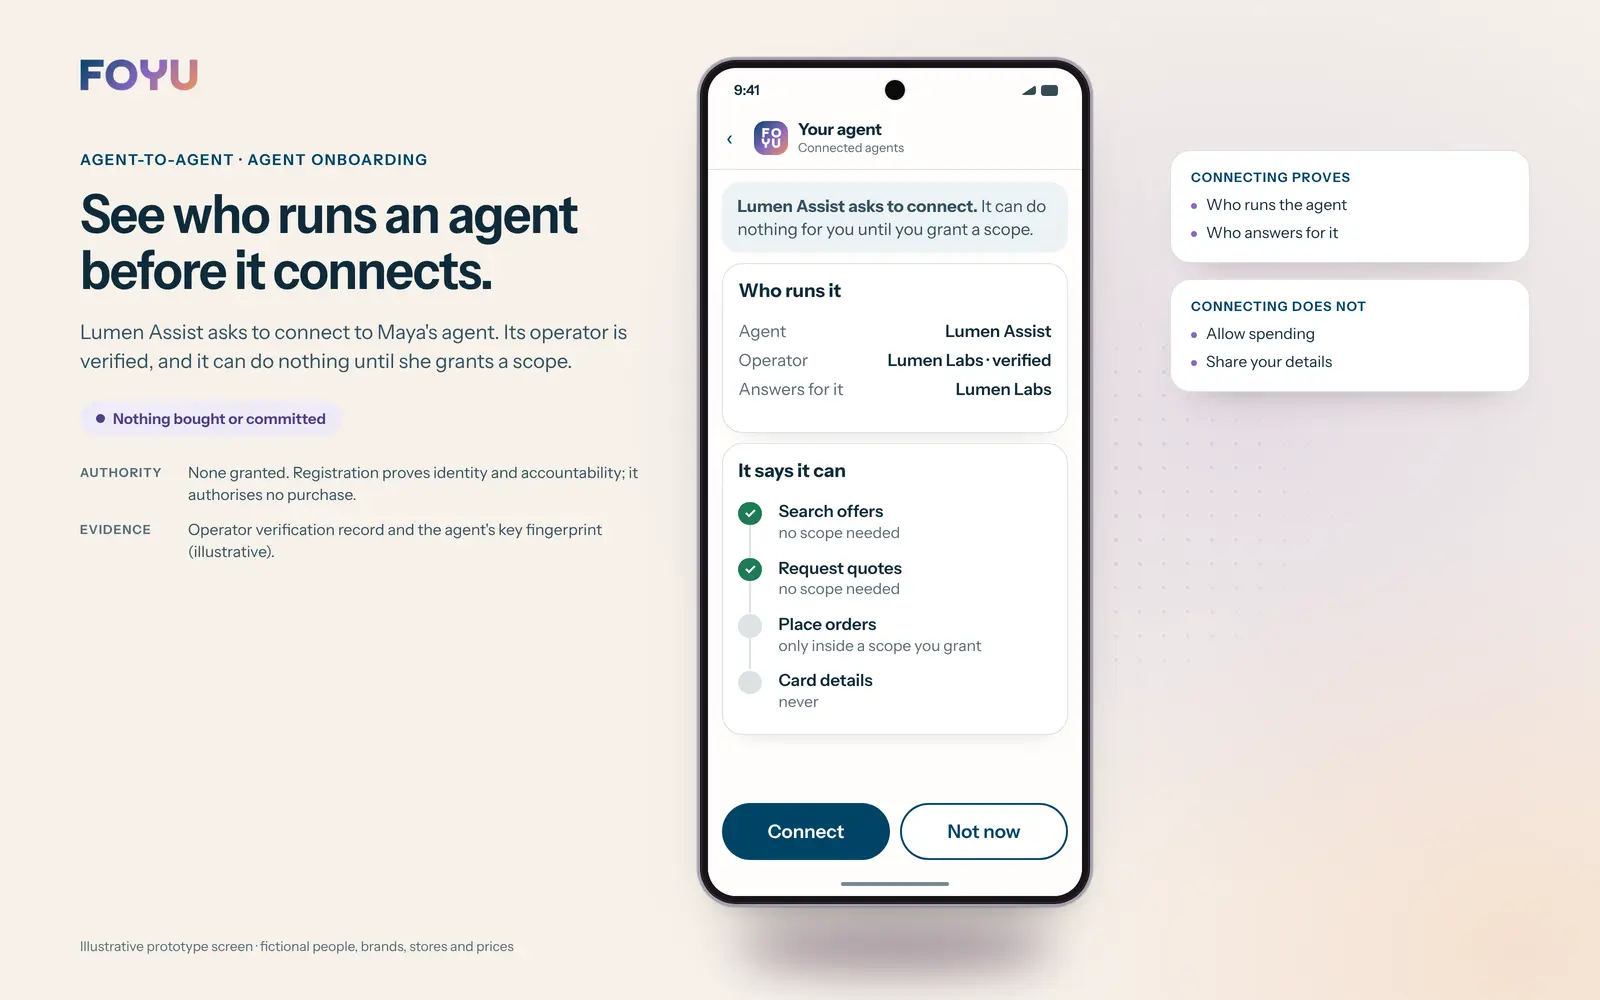 FOYU
AGENT-TO-AGENT · AGENT ONBOARDING
See who runs an agent
before it connects.
Lumen Assist asks to connect to Maya's agent. Its operator is
verified, and it can do nothing until she grants a scope.
Nothing bought or committed
AUTHORITY
None granted. Registration proves identity and accountability; it
authorises no purchase.
EVIDENCE
Operator verification record and the agent's key fingerprint
(illustrative).
Illustrative prototype screen · fictional people, brands, stores and prices
9:41
FO
YU
Your agent
Connected agents
Lumen Assist asks to connect. It can do
nothing for you until you grant a scope.
Who runs it
Agent Lumen Assist
Operator Lumen Labs · verified
Answers for it Lumen Labs
It says it can
Search offers
no scope needed
Request quotes
no scope needed
Place orders
only inside a scope you grant
Card details
never
Connect
Not now
CONNECTING PROVES
Who runs the agent
Who answers for it
CONNECTING DOES NOT
Allow spending
Share your details